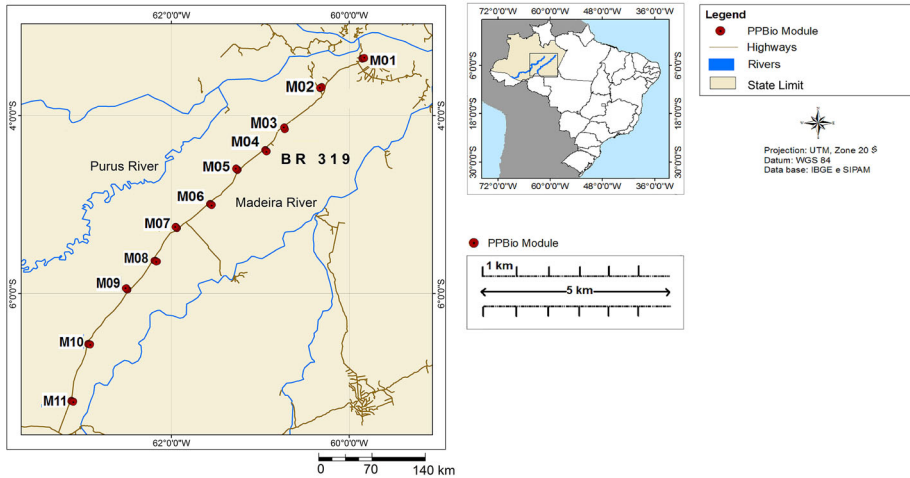 62°0'0"W 60°0'0"W
M01
M02
4°0'0"S 4°0'0"S
M03
M04
BR 319
M05
Purus River
M06 Madeira River
M07
M08
M09
6°0'0"S 6°0'0"S
M10
M11
62°0'0"W 60°0'0"W
0 70 140 km
72°0'0"W 60°0'0"W 48°0'0"W 36°0'0"W
6°0'0"S 6°0'0"S
18°0'0"S 18°0'0"S
30°0'0"S 30°0'0"S
72°0'0"W 60°0'0"W 48°0'0"W 36°0'0"W
Legend
PPBio Module
Highways
Rivers
State Limit
Projection: UTM, Zone 20 S
Datum: WGS 84
Data base: IBGE e SIPAM
PPBio Module
1 km
5 km